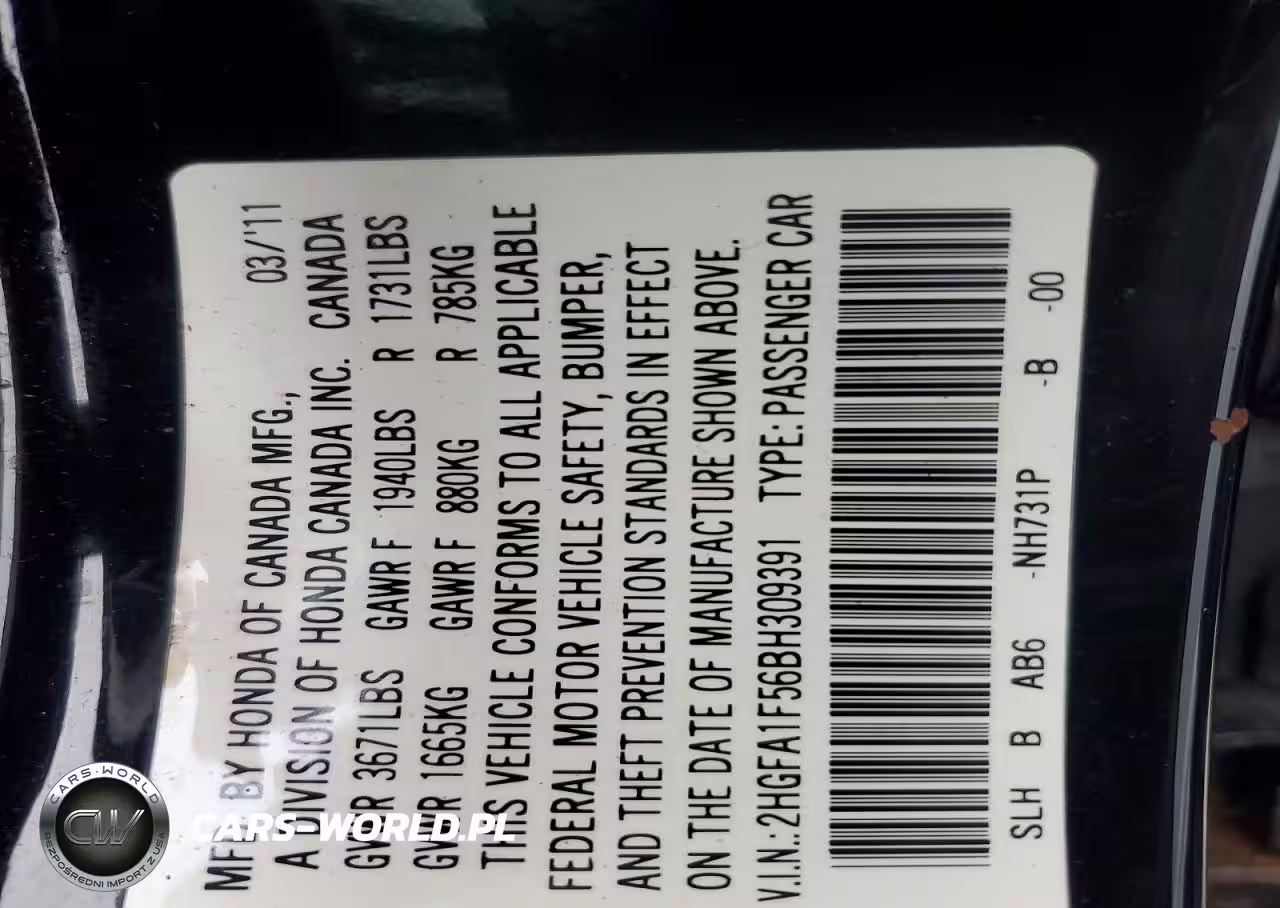 MFD BY HONDA OF CANADA MFG., 03/'11
A DIVISION OF HONDA CANADA INC. CANADA
GVWR 3671LBS GAWR F 1940LBS R 1731LBS
GVWR 1665KG GAWR F 880KG R 785KG
THIS VEHICLE CONFORMS TO ALL APPLICABLE
FEDERAL MOTOR VEHICLE SAFETY, BUMPER,
AND THEFT PREVENTION STANDARDS IN EFFECT
ON THE DATE OF MANUFACTURE SHOWN ABOVE.
V.I.N.:2HGFA1F56BH309391 TYPE: PASSENGER CAR
SLH B AB6 -NH731P -B -00
CARS-WORLD
CW
BEZPOŚREDNI IMPORT Z USA
CARS-WORLD.PL